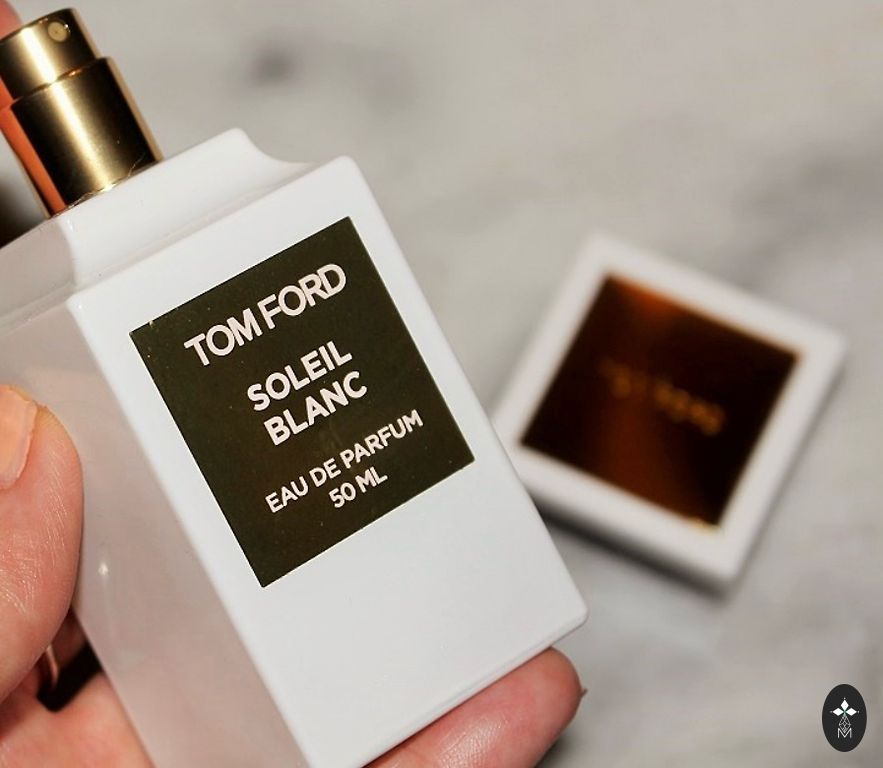 TOM FORD
SOLEIL
BLANC
EAU DE PARFUM
50 ML
M